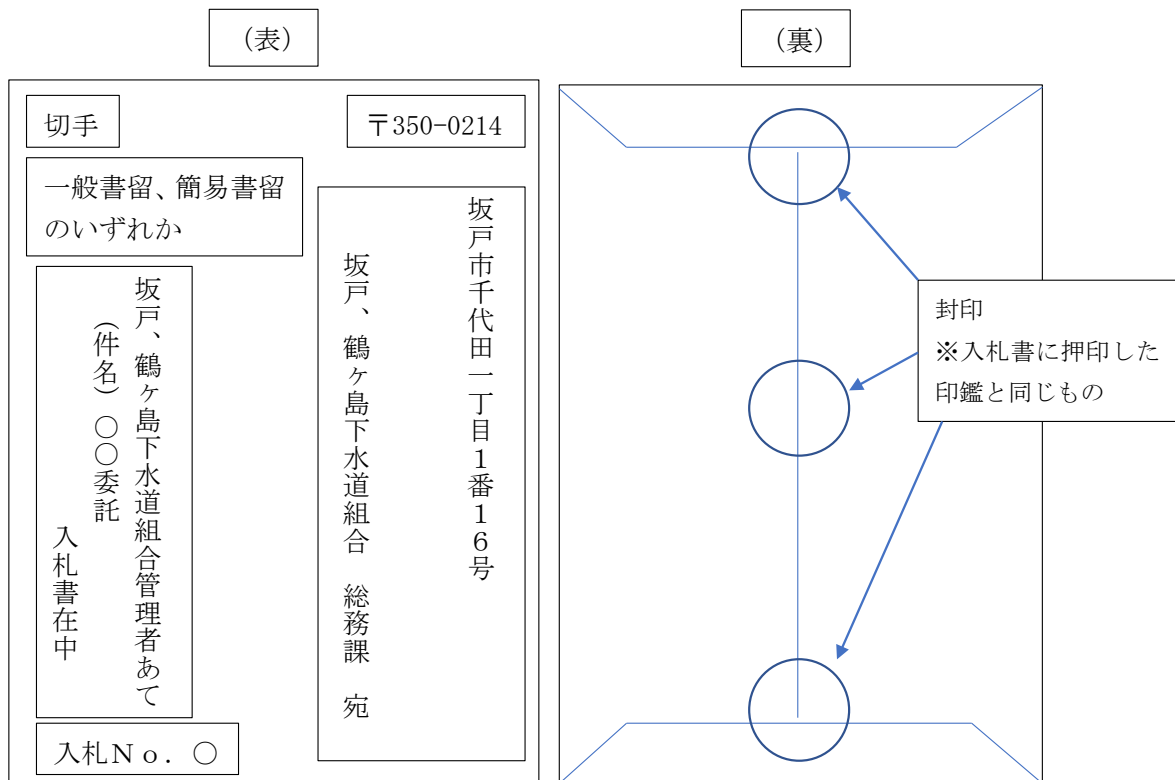 （表）
切手
〒350-0214
一般書留、簡易書留
のいずれか
坂戸市千代田一丁目１番１６号
坂戸、鶴ヶ島下水道組合　総務課　宛
坂戸、鶴ヶ島下水道組合管理者あて
（件名）〇〇委託
入札書在中
入札Ｎｏ．〇
（裏）
封印
※入札書に押印した
印鑑と同じもの